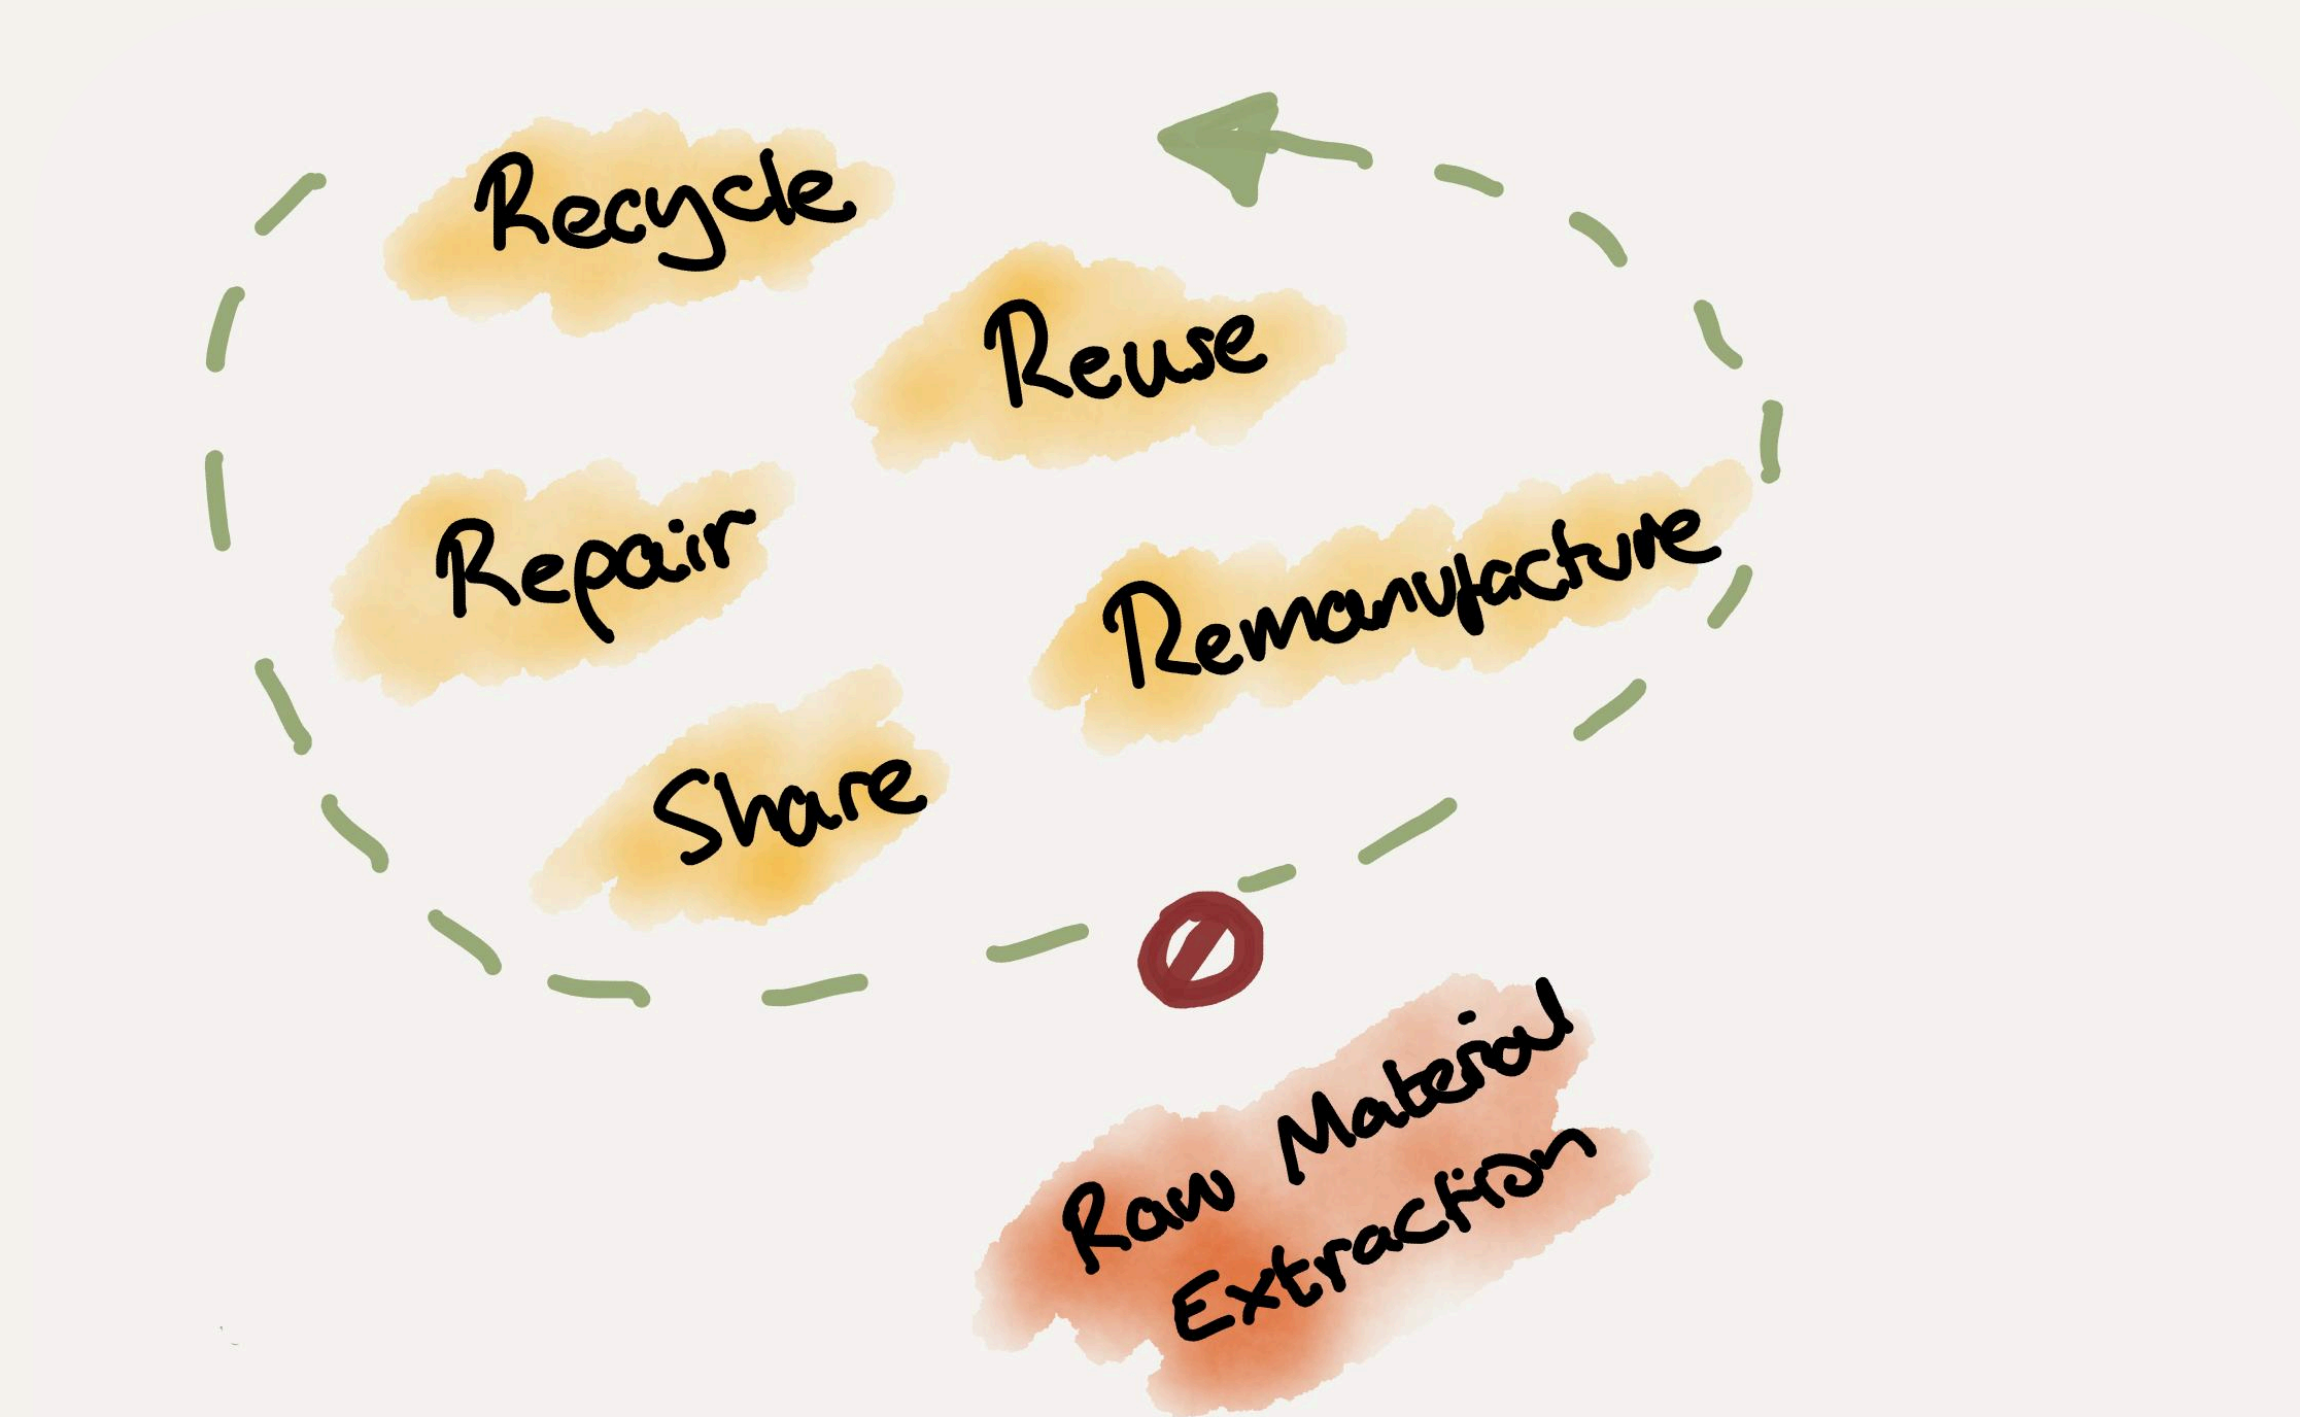 Recycle
Reuse
Repair
Remanufacture
Share
Raw Material
Extraction